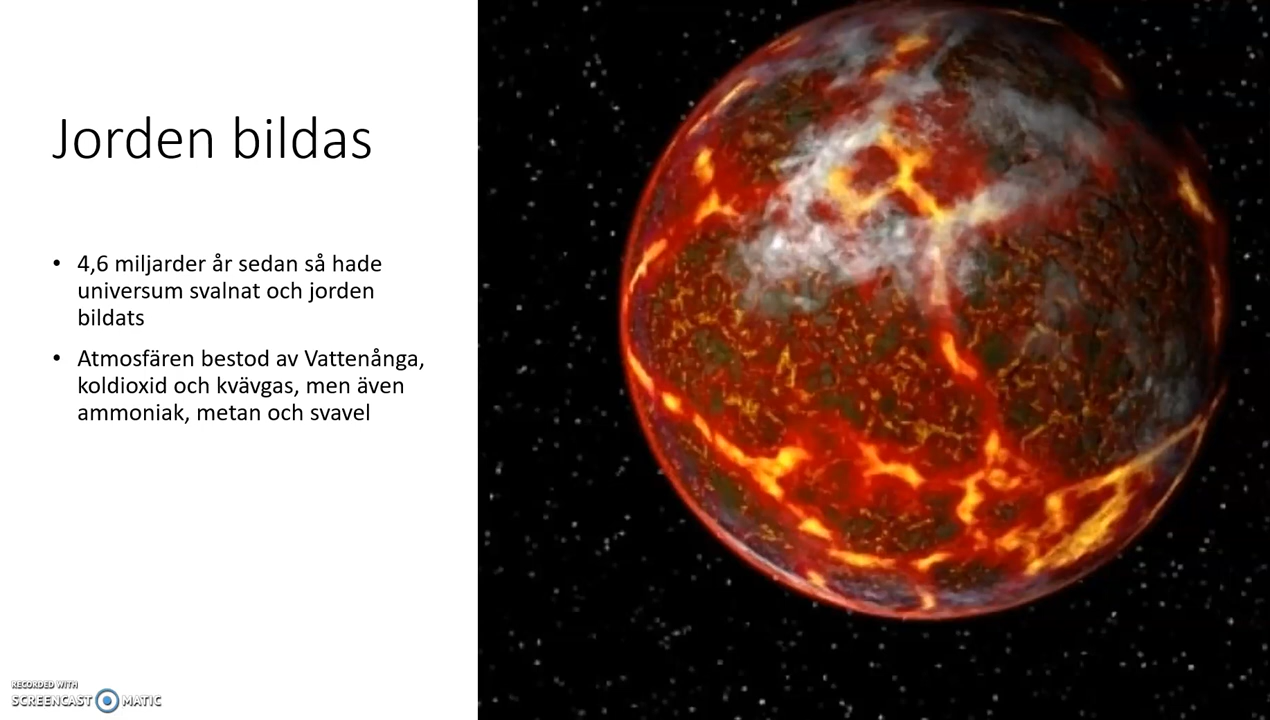 Jorden bildas
• 4,6 miljarder år sedan så hade
universum svalnat och jorden
bildats
• Atmosfären bestod av Vattenånga,
koldioxid och kvävgas, men även
ammoniak, metan och svavel
RECORDED WITH
SCREENCAST MATIC